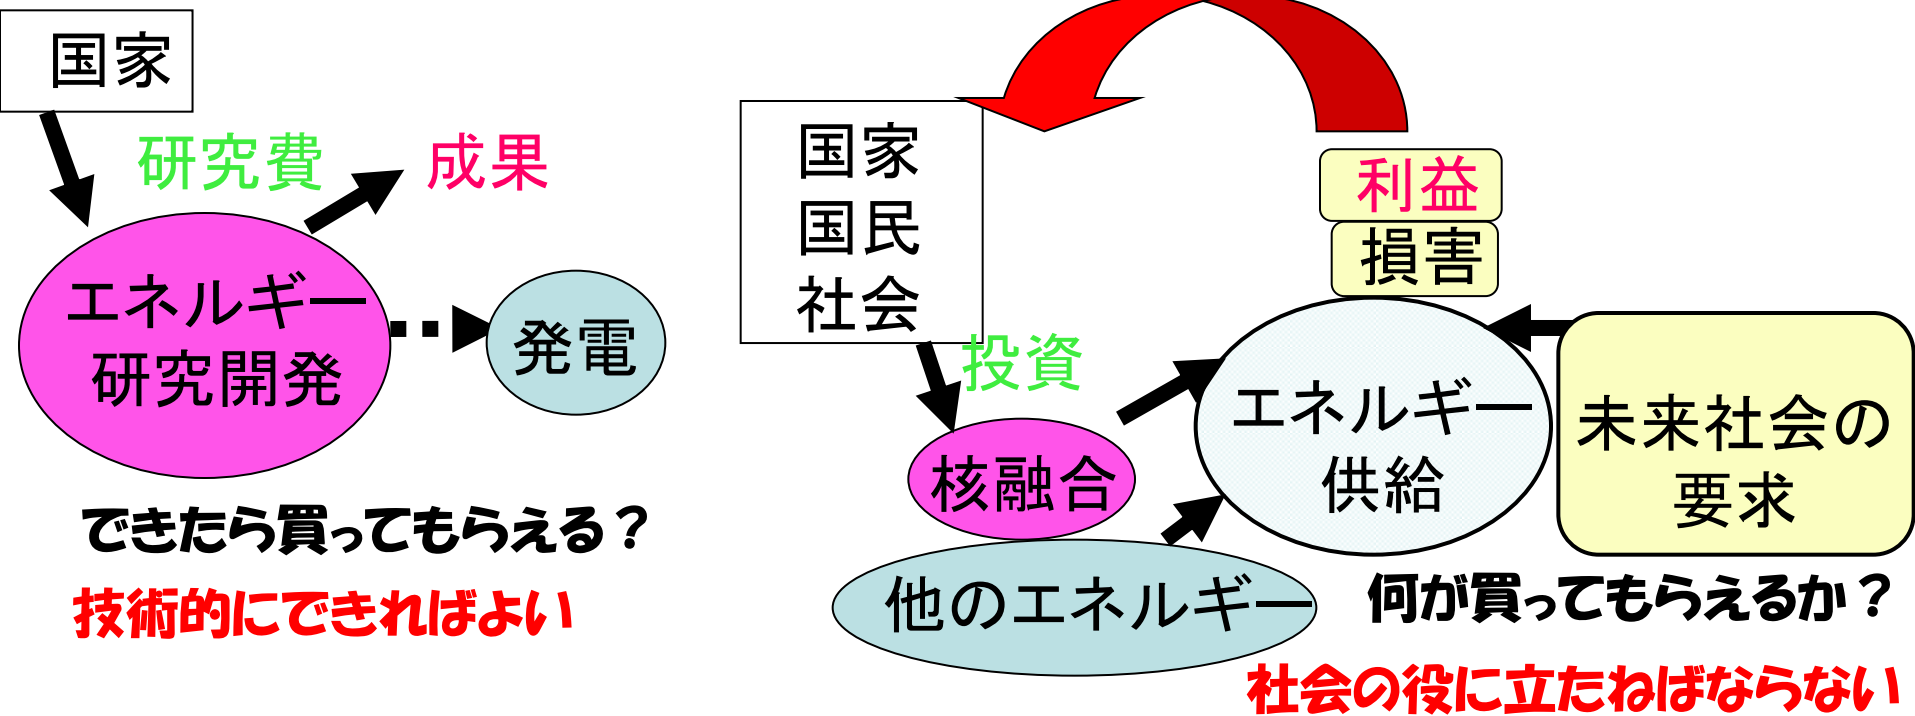 国家
研究費
成果
エネルギー
研究開発
発電
できたら買ってもらえる？
技術的にできればよい
国家
国民
社会
投資
利益
損害
核融合
他のエネルギー
エネルギー
供給
未来社会の
要求
何が買ってもらえるか？
社会の役に立たねばならない